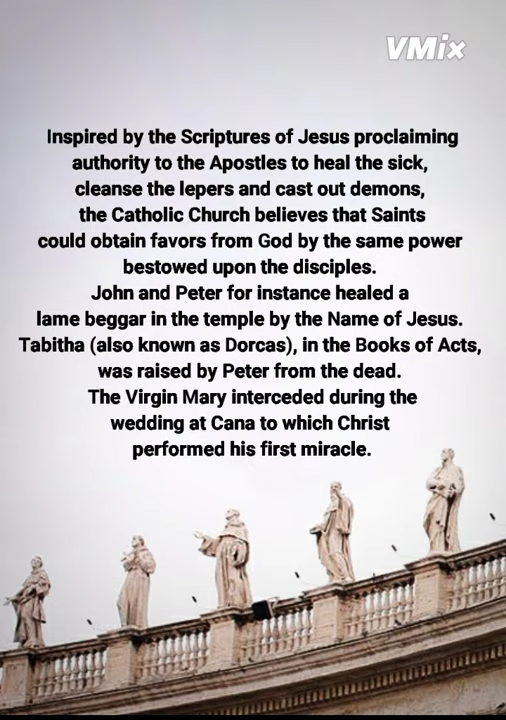 VMix
Inspired by the Scriptures of Jesus proclaiming
authority to the Apostles to heal the sick,
cleanse the lepers and cast out demons,
the Catholic Church believes that Saints
could obtain favors from God by the same power
bestowed upon the disciples.
John and Peter for instance healed a
lame beggar in the temple by the Name of Jesus.
Tabitha (also known as Dorcas), in the Books of Acts,
was raised by Peter from the dead.
The Virgin Mary interceded during the
wedding at Cana to which Christ
performed his first miracle.